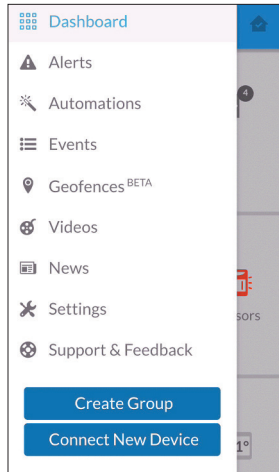 Dashboard
4
Alerts
Automations
Events
Geofences BETA
Videos
News
Settings
sors
Support & Feedback
Create Group
Connect New Device
1°